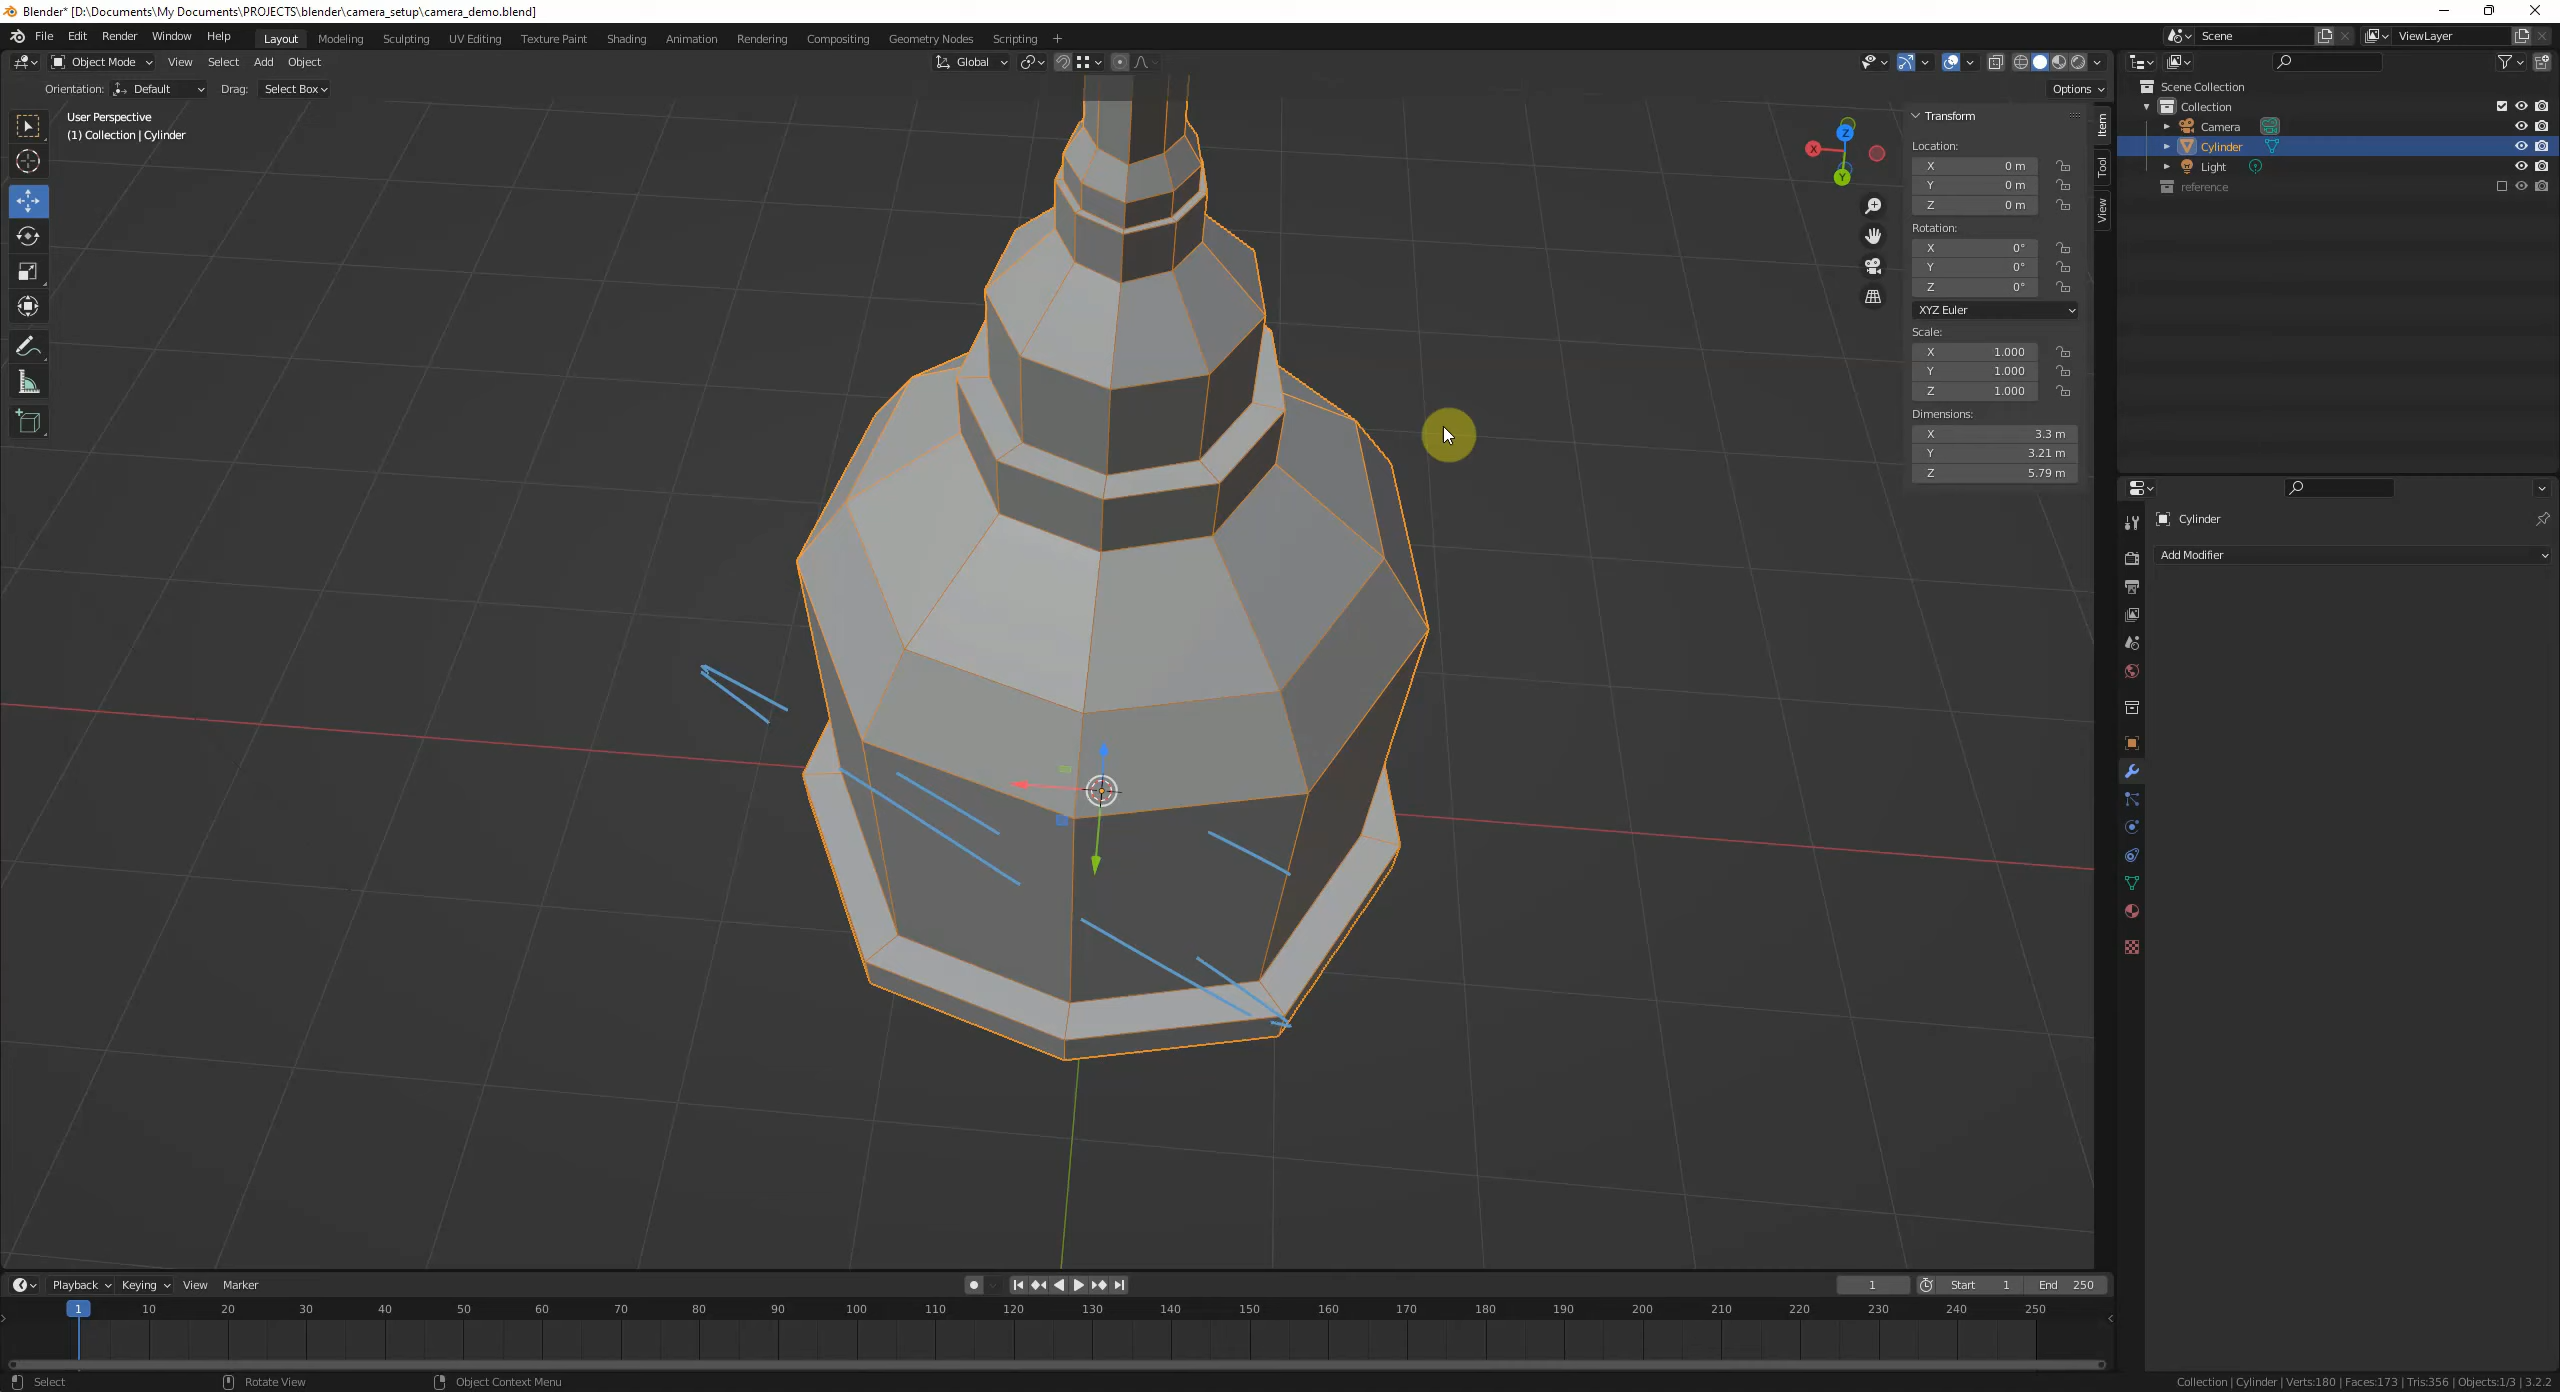 Blender* [D:\Documents\My Documents\PROJECTS\blender\camera_setup\camera_demo.blend]
File Edit Render Window Help Layout Modeling Sculpting UV Editing Texture Paint Shading Animation Rendering Compositing Geometry Nodes Scripting + Scene ViewLayer
Object Mode View Select Add Object Global
Orientation: Default Drag: Select Box Options
User Perspective
(1) Collection | Cylinder
Transform
Location:
X 0 m
Y 0 m
Z 0 m
Rotation:
X 0°
Y 0°
Z 0°
XYZ Euler
Scale:
X 1.000
Y 1.000
Z 1.000
Dimensions:
X 3.3 m
Y 3.21 m
Z 5.79 m
Item
Tool
View
Z
X
Y
Scene Collection
Collection
Camera
Cylinder
Light
reference
Cylinder
Add Modifier
Playback Keying View Marker 1 Start 1 End 250
1 10 20 30 40 50 60 70 80 90 100 110 120 130 140 150 160 170 180 190 200 210 220 230 240 250
Select Rotate View Object Context Menu Collection | Cylinder | Verts:180 | Faces:173 | Tris:356 | Objects:1/3 | 3.2.2